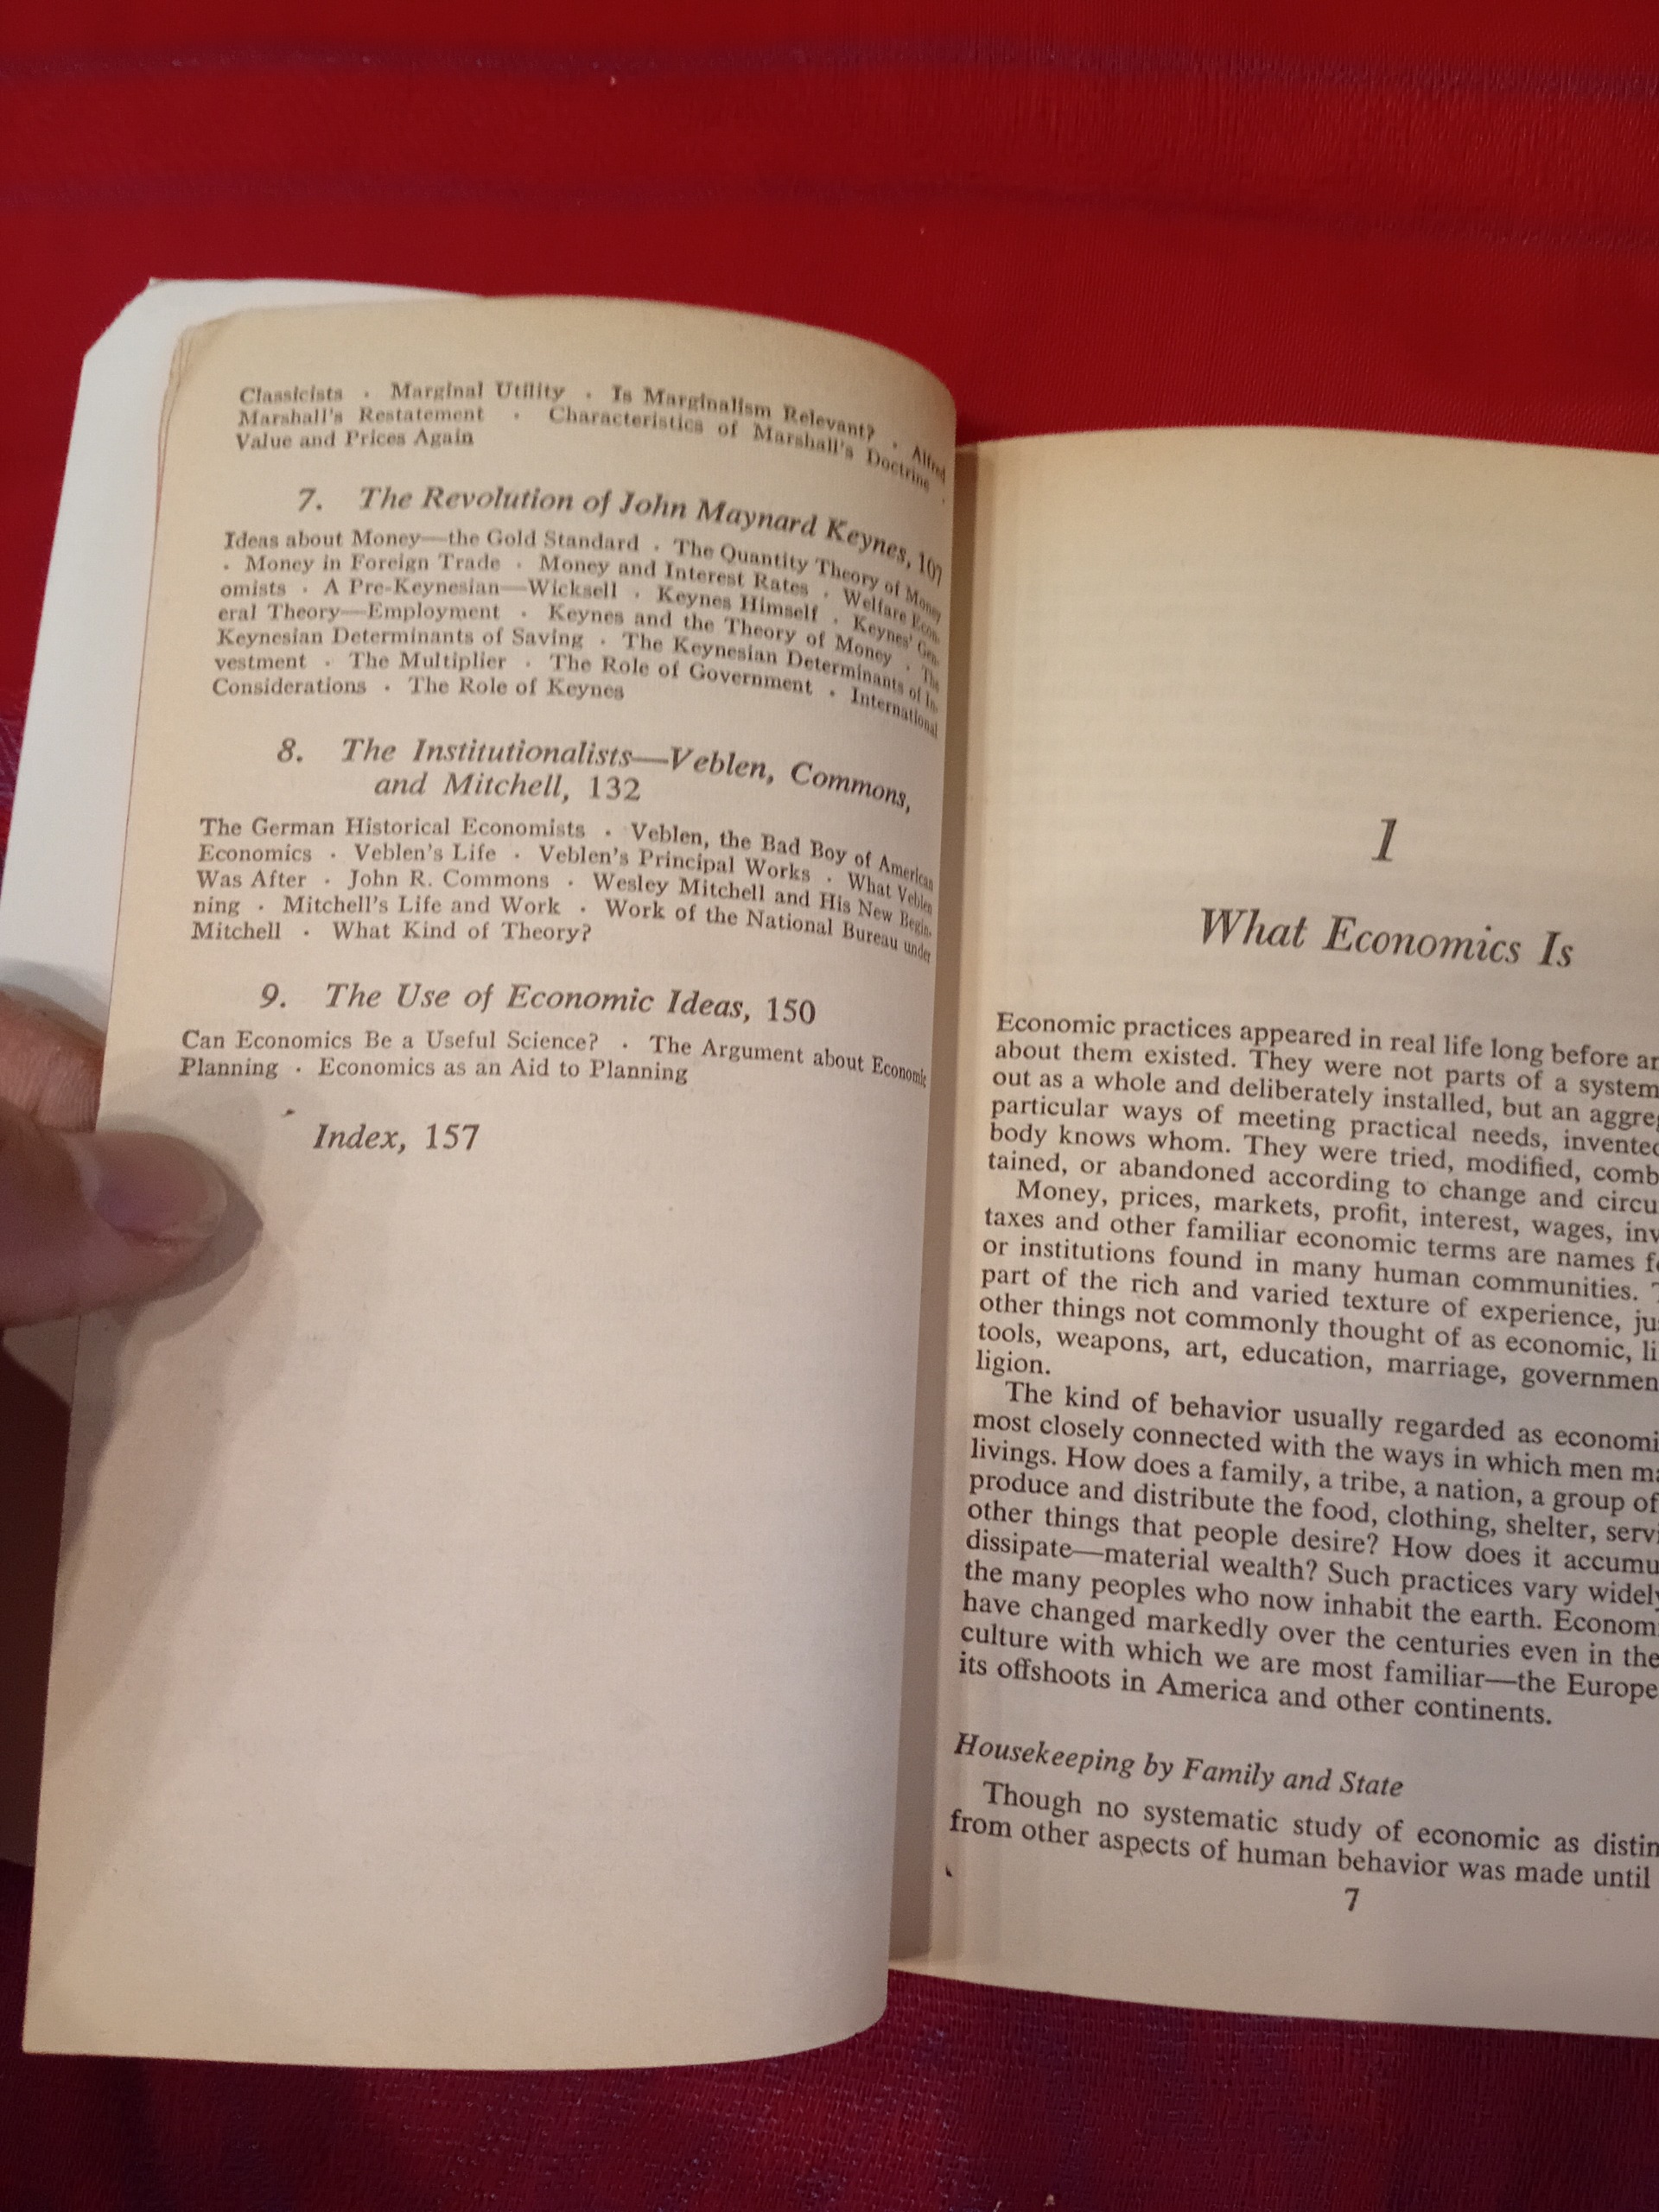 Classicists · Marginal Utility · Is Marginalism Relevant? · Alfred
Marshall's Restatement · Characteristics of Marshall's Doctrine ·
Value and Prices Again
7. The Revolution of John Maynard Keynes, 107
Ideas about Money—the Gold Standard · The Quantity Theory of Money
· Money in Foreign Trade · Money and Interest Rates · Welfare Econ-
omists · A Pre-Keynesian—Wicksell · Keynes Himself · Keynes' Gen-
eral Theory—Employment · Keynes and the Theory of Money · The
Keynesian Determinants of Saving · The Keynesian Determinants of In-
vestment · The Multiplier · The Role of Government · International
Considerations · The Role of Keynes
8. The Institutionalists—Veblen, Commons,
and Mitchell, 132
The German Historical Economists · Veblen, the Bad Boy of American
Economics · Veblen's Life · Veblen's Principal Works · What Veblen
Was After · John R. Commons · Wesley Mitchell and His New Begin-
ning · Mitchell's Life and Work · Work of the National Bureau under
Mitchell · What Kind of Theory?
9. The Use of Economic Ideas, 150
Can Economics Be a Useful Science? · The Argument about Economic
Planning · Economics as an Aid to Planning
Index, 157
1
What Economics Is
Economic practices appeared in real life long before
about them existed. They were not parts of a system
out as a whole and deliberately installed, but an
particular ways of meeting practical needs,
body knows whom. They were tried, modified,
tained, or abandoned according to change and
Money, prices, markets, profit, interest, wages,
taxes and other familiar economic terms are names
or institutions found in many human communities.
part of the rich and varied texture of experience,
other things not commonly thought of as economic,
tools, weapons, art, education, marriage,
ligion.
The kind of behavior usually regarded as
most closely connected with the ways in which men
livings. How does a family, a tribe, a nation, a group of
produce and distribute the food, clothing, shelter,
other things that people desire? How does it
dissipate—material wealth? Such practices vary
the many peoples who now inhabit the earth.
have changed markedly over the centuries even in the
culture with which we are most familiar—the
its offshoots in America and other continents.
Housekeeping by Family and State
Though no systematic study of economic as
from other aspects of human behavior was made until
7